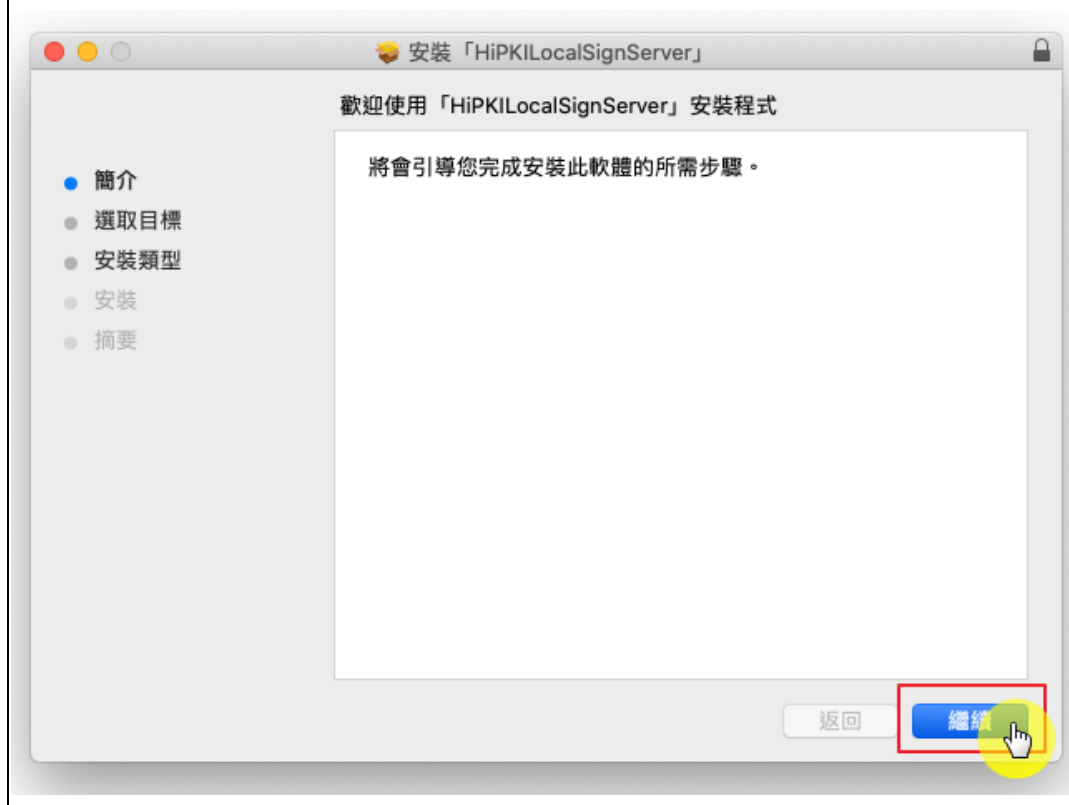 安裝「HiPKILocalSignServer」
歡迎使用「HiPKILocalSignServer」安裝程式
將會引導您完成安裝此軟體的所需步驟。
簡介
選取目標
安裝類型
安裝
摘要
返回
繼續